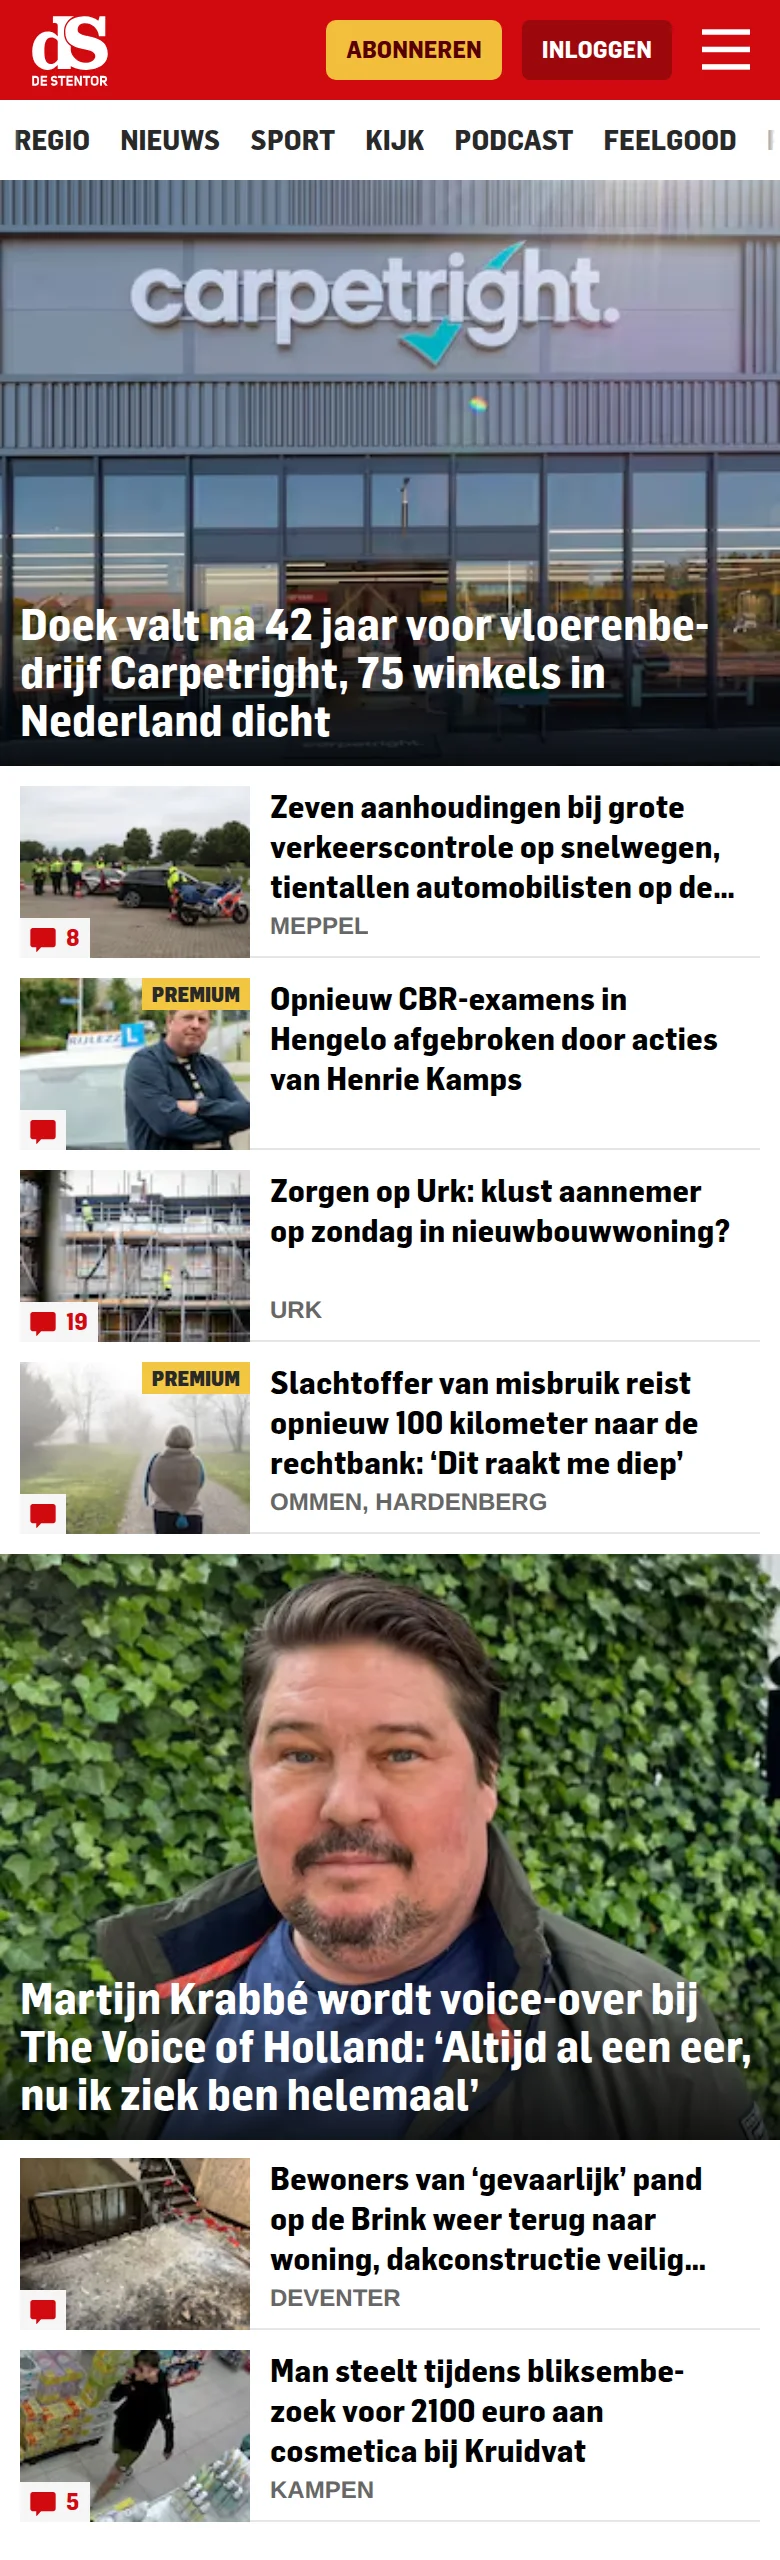 dS
DE STENTOR
ABONNEREN
INLOGGEN
REGIO NIEUWS SPORT KIJK PODCAST FEELGOOD
carpetright.
Doek valt na 42 jaar voor vloerenbe-
drijf Carpetright, 75 winkels in
Nederland dicht
Zeven aanhoudingen bij grote
verkeerscontrole op snelwegen,
tientallen automobilisten op de...
MEPPEL
8
PREMIUM
RIJLEZZ L
Opnieuw CBR-examens in
Hengelo afgebroken door acties
van Henrie Kamps
Zorgen op Urk: klust aannemer
op zondag in nieuwbouwwoning?
URK
19
PREMIUM
Slachtoffer van misbruik reist
opnieuw 100 kilometer naar de
rechtbank: ‘Dit raakt me diep’
OMMEN, HARDENBERG
Martijn Krabbé wordt voice-over bij
The Voice of Holland: ‘Altijd al een eer,
nu ik ziek ben helemaal’
Bewoners van ‘gevaarlijk’ pand
op de Brink weer terug naar
woning, dakconstructie veilig...
DEVENTER
Man steelt tijdens bliksembe-
zoek voor 2100 euro aan
cosmetica bij Kruidvat
KAMPEN
5